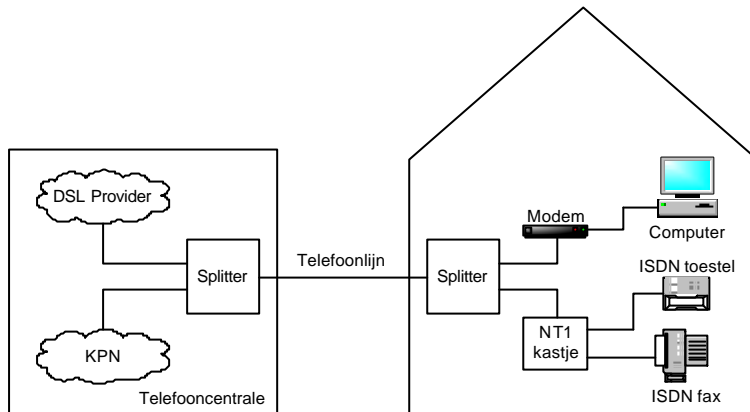 DSL Provider
Splitter
KPN
Telefooncentrale
Telefoonlijn
Splitter
Modem
Computer
ISDN toestel
NT1
kastje
ISDN fax